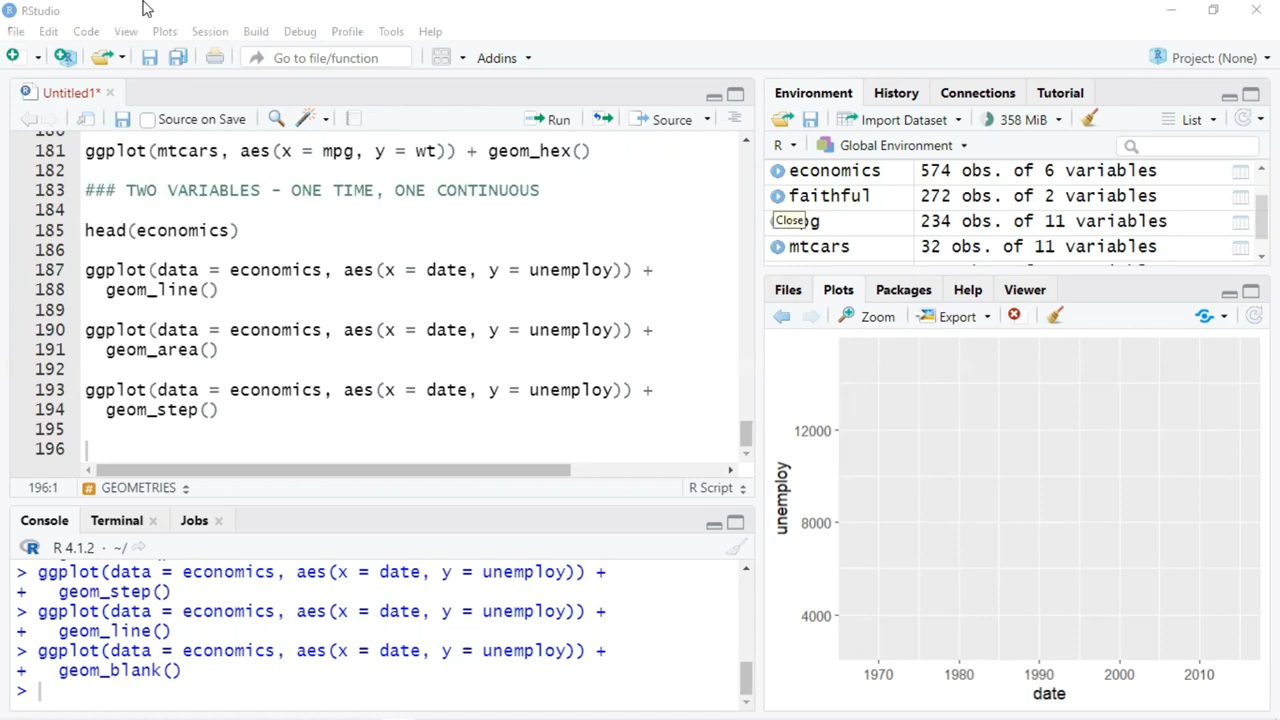 RStudio
File Edit Code View Plots Session Build Debug Profile Tools Help
Go to file/function Addins Project: (None)
Untitled1*
Source on Save Run Source
181 ggplot(mtcars, aes(x = mpg, y = wt)) + geom_hex()
182
183 ### TWO VARIABLES - ONE TIME, ONE CONTINUOUS
184
185 head(economics)
186
187 ggplot(data = economics, aes(x = date, y = unemploy)) +
188 geom_line()
189
190 ggplot(data = economics, aes(x = date, y = unemploy)) +
191 geom_area()
192
193 ggplot(data = economics, aes(x = date, y = unemploy)) +
194 geom_step()
195
196
196:1 # GEOMETRIES R Script
Console Terminal Jobs
R 4.1.2 · ~/
> ggplot(data = economics, aes(x = date, y = unemploy)) +
+ geom_step()
> ggplot(data = economics, aes(x = date, y = unemploy)) +
+ geom_line()
> ggplot(data = economics, aes(x = date, y = unemploy)) +
+ geom_blank()
>
Environment History Connections Tutorial
Import Dataset 358 MiB List
R Global Environment
economics 574 obs. of 6 variables
faithful 272 obs. of 2 variables
Close 234 obs. of 11 variables
mtcars 32 obs. of 11 variables
Files Plots Packages Help Viewer
Zoom Export
12000
8000
4000
unemploy
1970 1980 1990 2000 2010
date